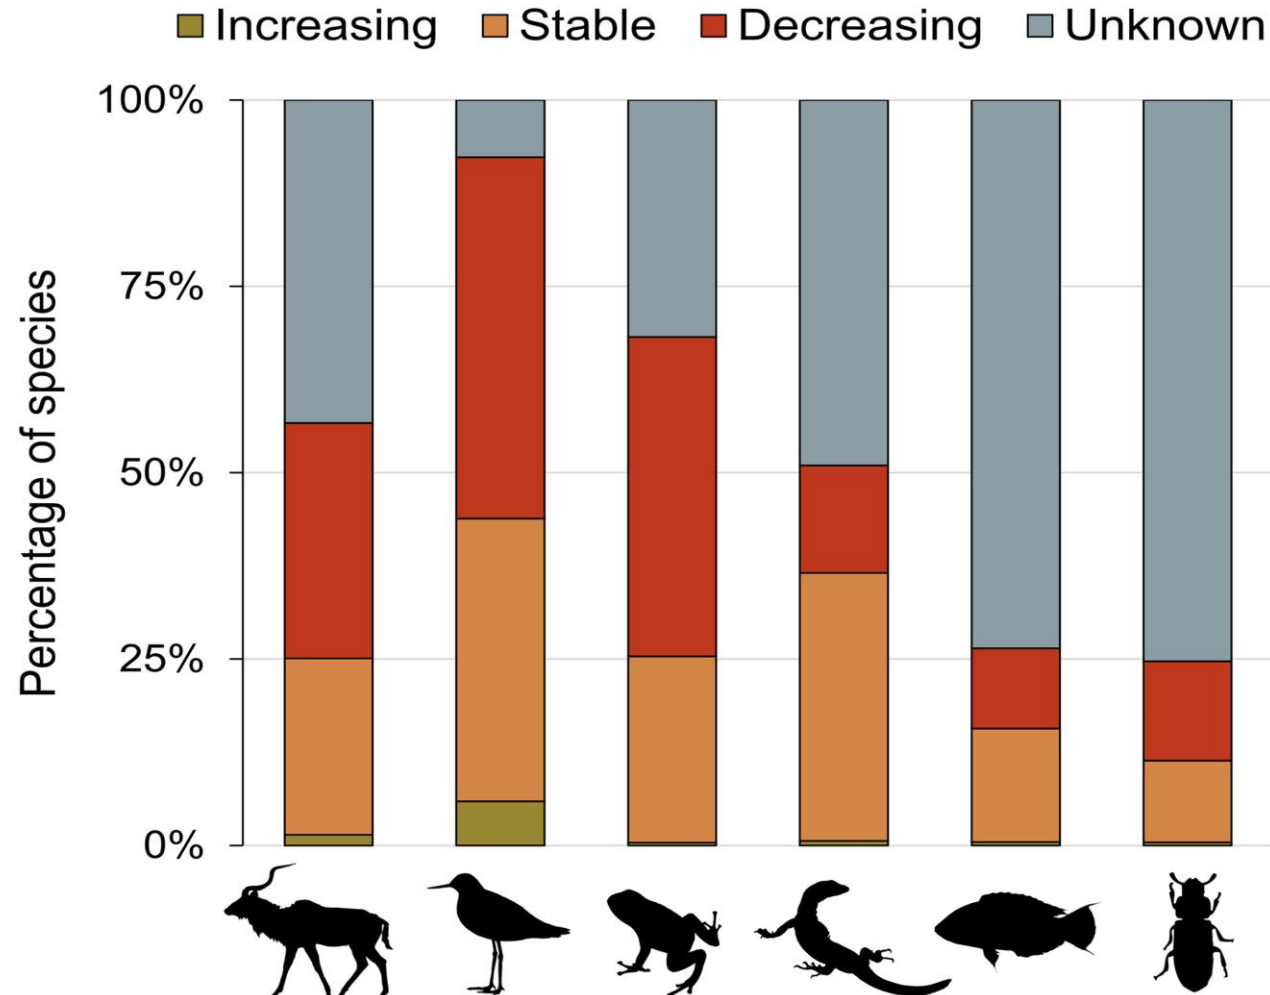 Increasing Stable Decreasing Unknown
100%
75%
50%
25%
0%
Percentage of species